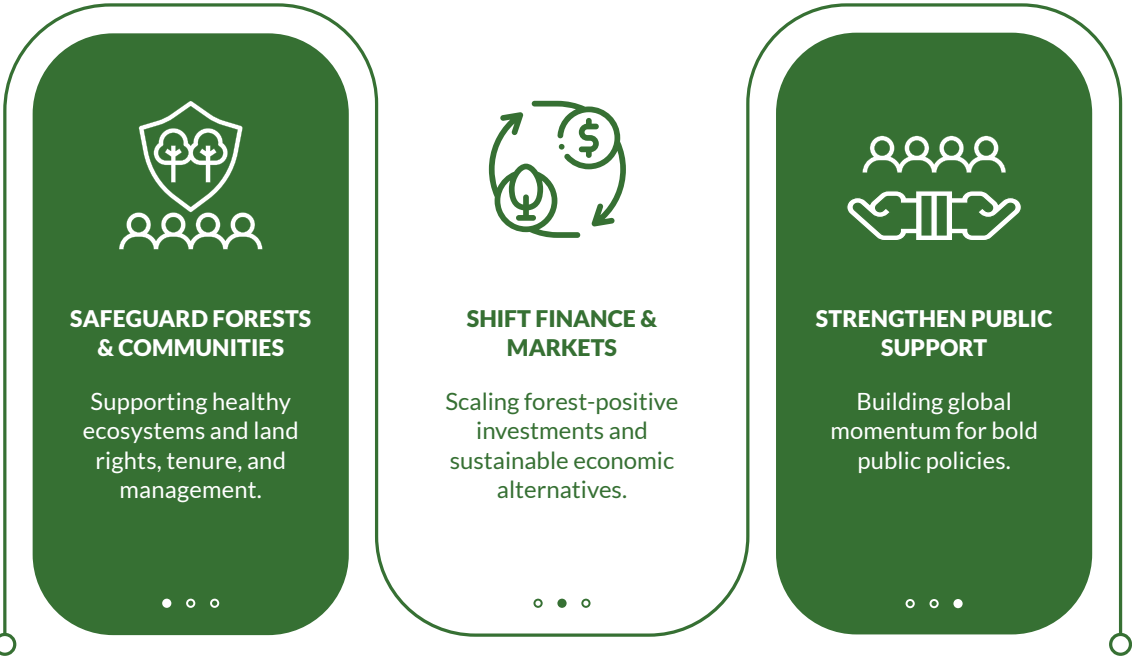 SAFEGUARD FORESTS
& COMMUNITIES
Supporting healthy
ecosystems and land
rights, tenure, and
management.
$
SHIFT FINANCE &
MARKETS
Scaling forest-positive
investments and
sustainable economic
alternatives.
STRENGTHEN PUBLIC
SUPPORT
Building global
momentum for bold
public policies.